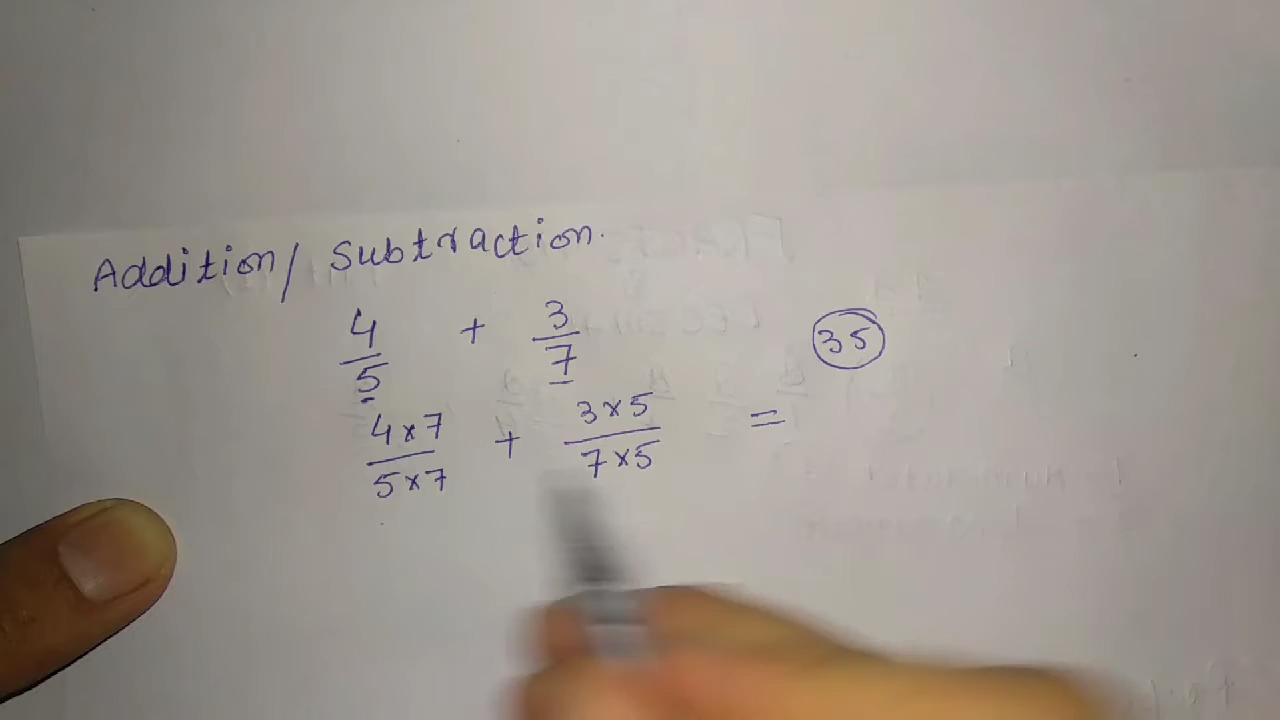 Addition/ Subtraction.
4/5 + 3/7 35
4×7/5×7 + 3×5/7×5 =